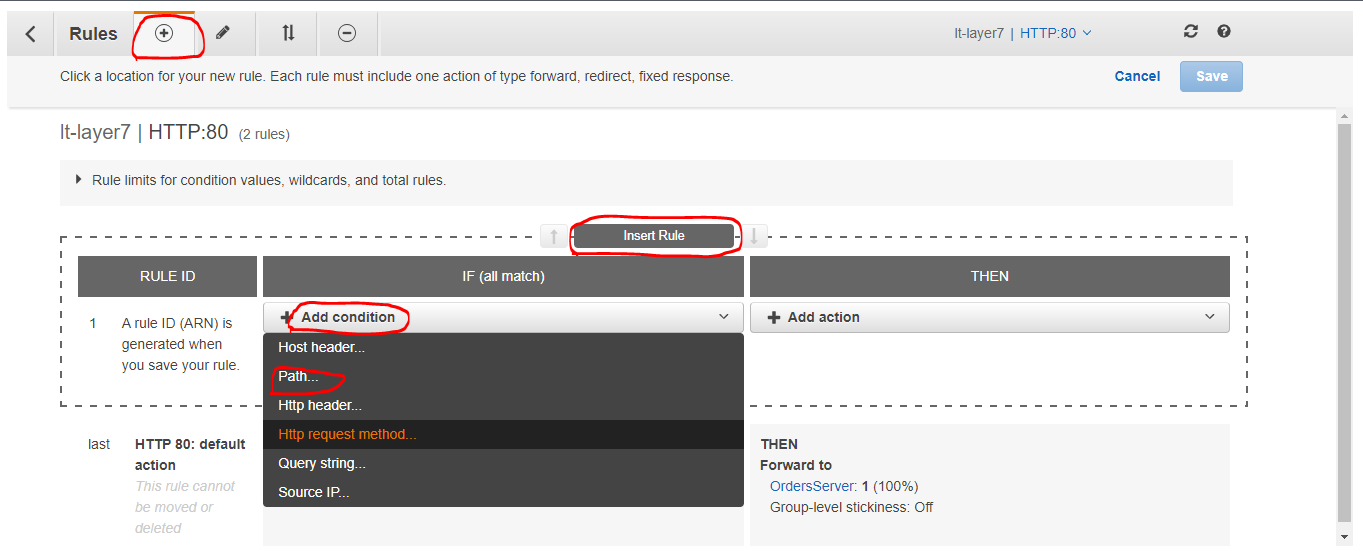 Rules
lt-layer7 | HTTP:80
Click a location for your new rule. Each rule must include one action of type forward, redirect, fixed response.
Cancel
Save
lt-layer7 | HTTP:80 (2 rules)
Rule limits for condition values, wildcards, and total rules.
Insert Rule
RULE ID
IF (all match)
THEN
1
A rule ID (ARN) is
generated when
you save your rule.
Add condition
Host header...
Path...
Http header...
Http request method...
Query string...
Source IP...
Add action
last
HTTP 80: default
action
This rule cannot
be moved or
deleted
THEN
Forward to
OrdersServer: 1 (100%)
Group-level stickiness: Off